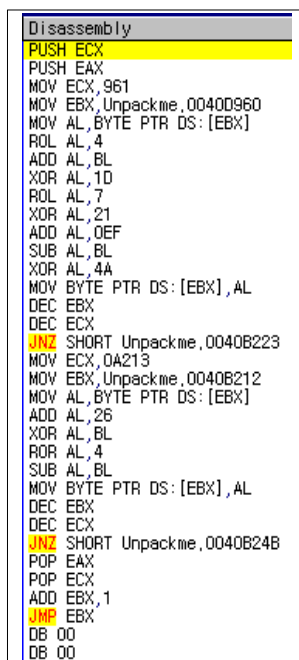 Disassembly
PUSH ECX
PUSH EAX
MOV ECX,961
MOV EBX,Unpackme.0040D960
MOV AL,BYTE PTR DS:[EBX]
ROL AL,4
ADD AL,BL
XOR AL,1D
ROL AL,7
XOR AL,21
ADD AL,0EF
SUB AL,BL
XOR AL,4A
MOV BYTE PTR DS:[EBX],AL
DEC EBX
DEC ECX
JNZ SHORT Unpackme.0040B223
MOV ECX,0A213
MOV EBX,Unpackme.0040B212
MOV AL,BYTE PTR DS:[EBX]
ADD AL,26
XOR AL,BL
ROR AL,4
SUB AL,BL
MOV BYTE PTR DS:[EBX],AL
DEC EBX
DEC ECX
JNZ SHORT Unpackme.0040B24B
POP EAX
POP ECX
ADD EBX,1
JMP EBX
DB 00
DB 00